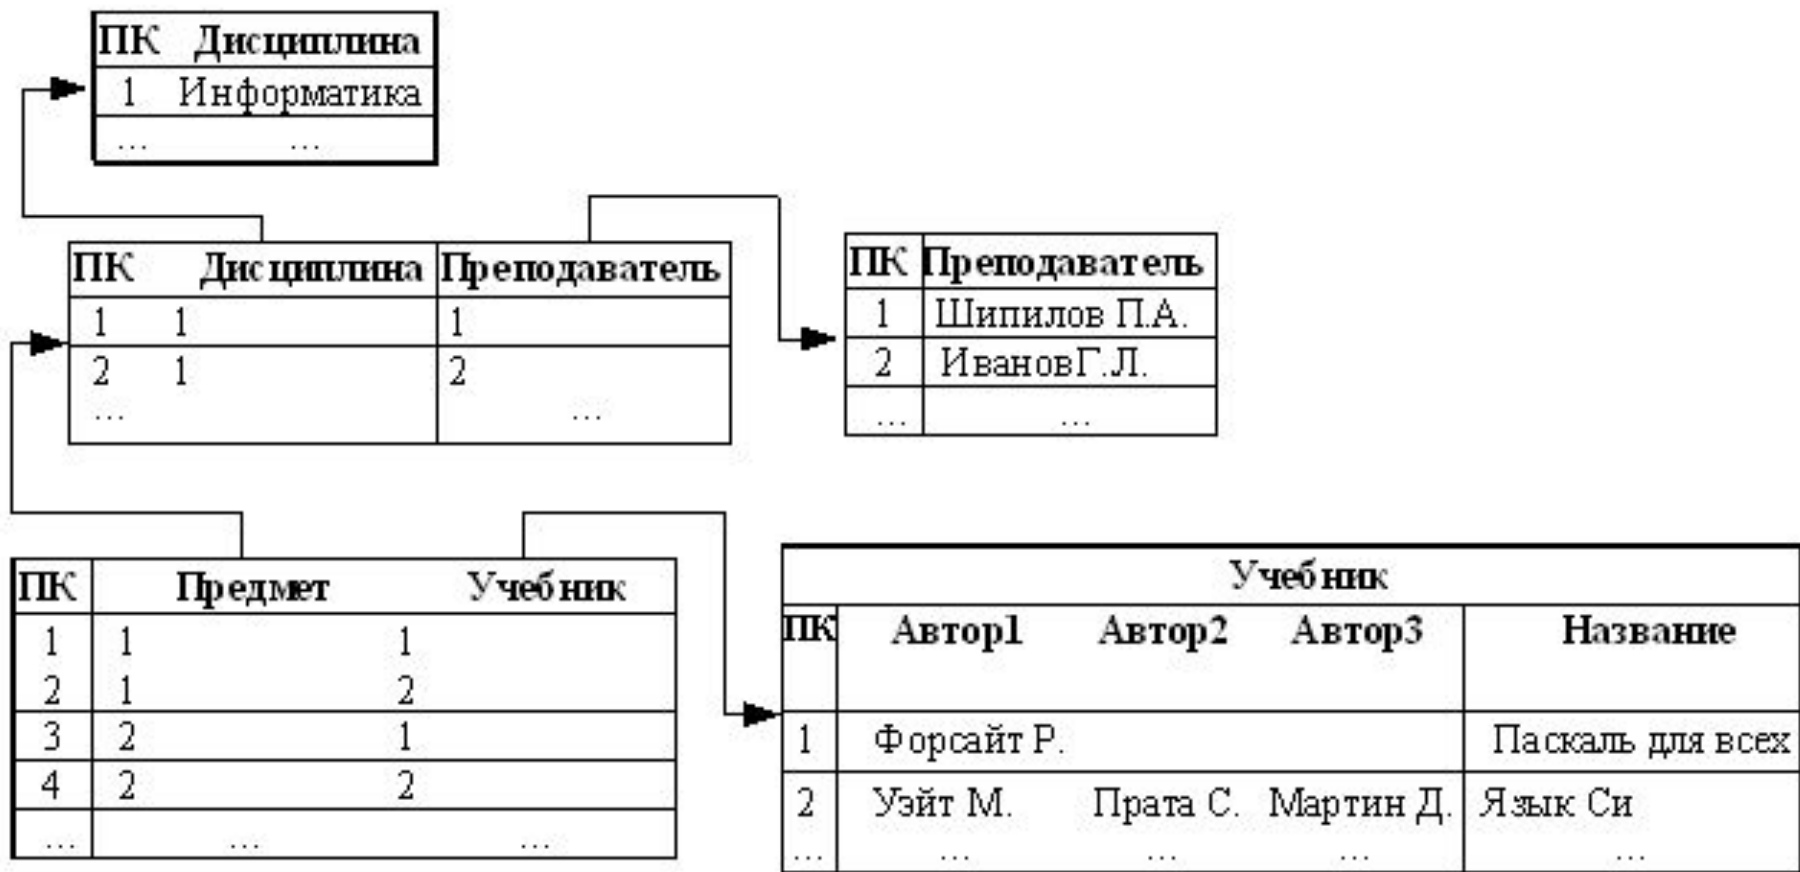 ПК Дисциплина
1 Информатика
... ...
ПК Дисциплина Преподаватель
1 1 1
2 1 2
... ...
ПК Преподаватель
1 Шипилов П.А.
2 ИвановГ.Л.
... ...
ПК Предмет Учебник
1 1 1
2 1 2
3 2 1
4 2 2
... ... ...
Учебник
ПК Автор1 Автор2 Автор3 Название
1 Форсайт Р. Паскаль для всех
2 Уэйт М. Прата С. Мартин Д. Язык Си
... ... ... ... ...